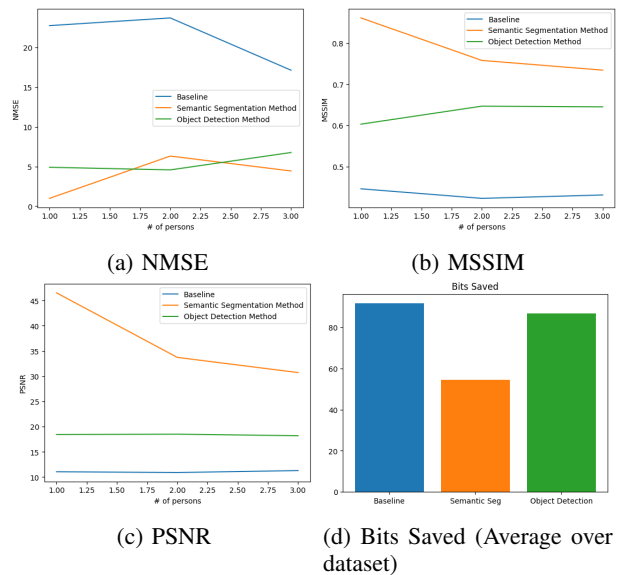 20
15
10
5
0
NMSE
Baseline
Semantic Segmentation Method
Object Detection Method
1.00 1.25 1.50 1.75 2.00 2.25 2.50 2.75 3.00
# of persons
(a) NMSE
0.8
0.7
0.6
0.5
MSSIM
Baseline
Semantic Segmentation Method
Object Detection Method
1.00 1.25 1.50 1.75 2.00 2.25 2.50 2.75 3.00
# of persons
(b) MSSIM
45
40
35
30
25
20
15
10
PSNR
Baseline
Semantic Segmentation Method
Object Detection Method
1.00 1.25 1.50 1.75 2.00 2.25 2.50 2.75 3.00
# of persons
(c) PSNR
Bits Saved
80
60
40
20
0
Baseline Semantic Seg Object Detection
(d) Bits Saved (Average over
dataset)